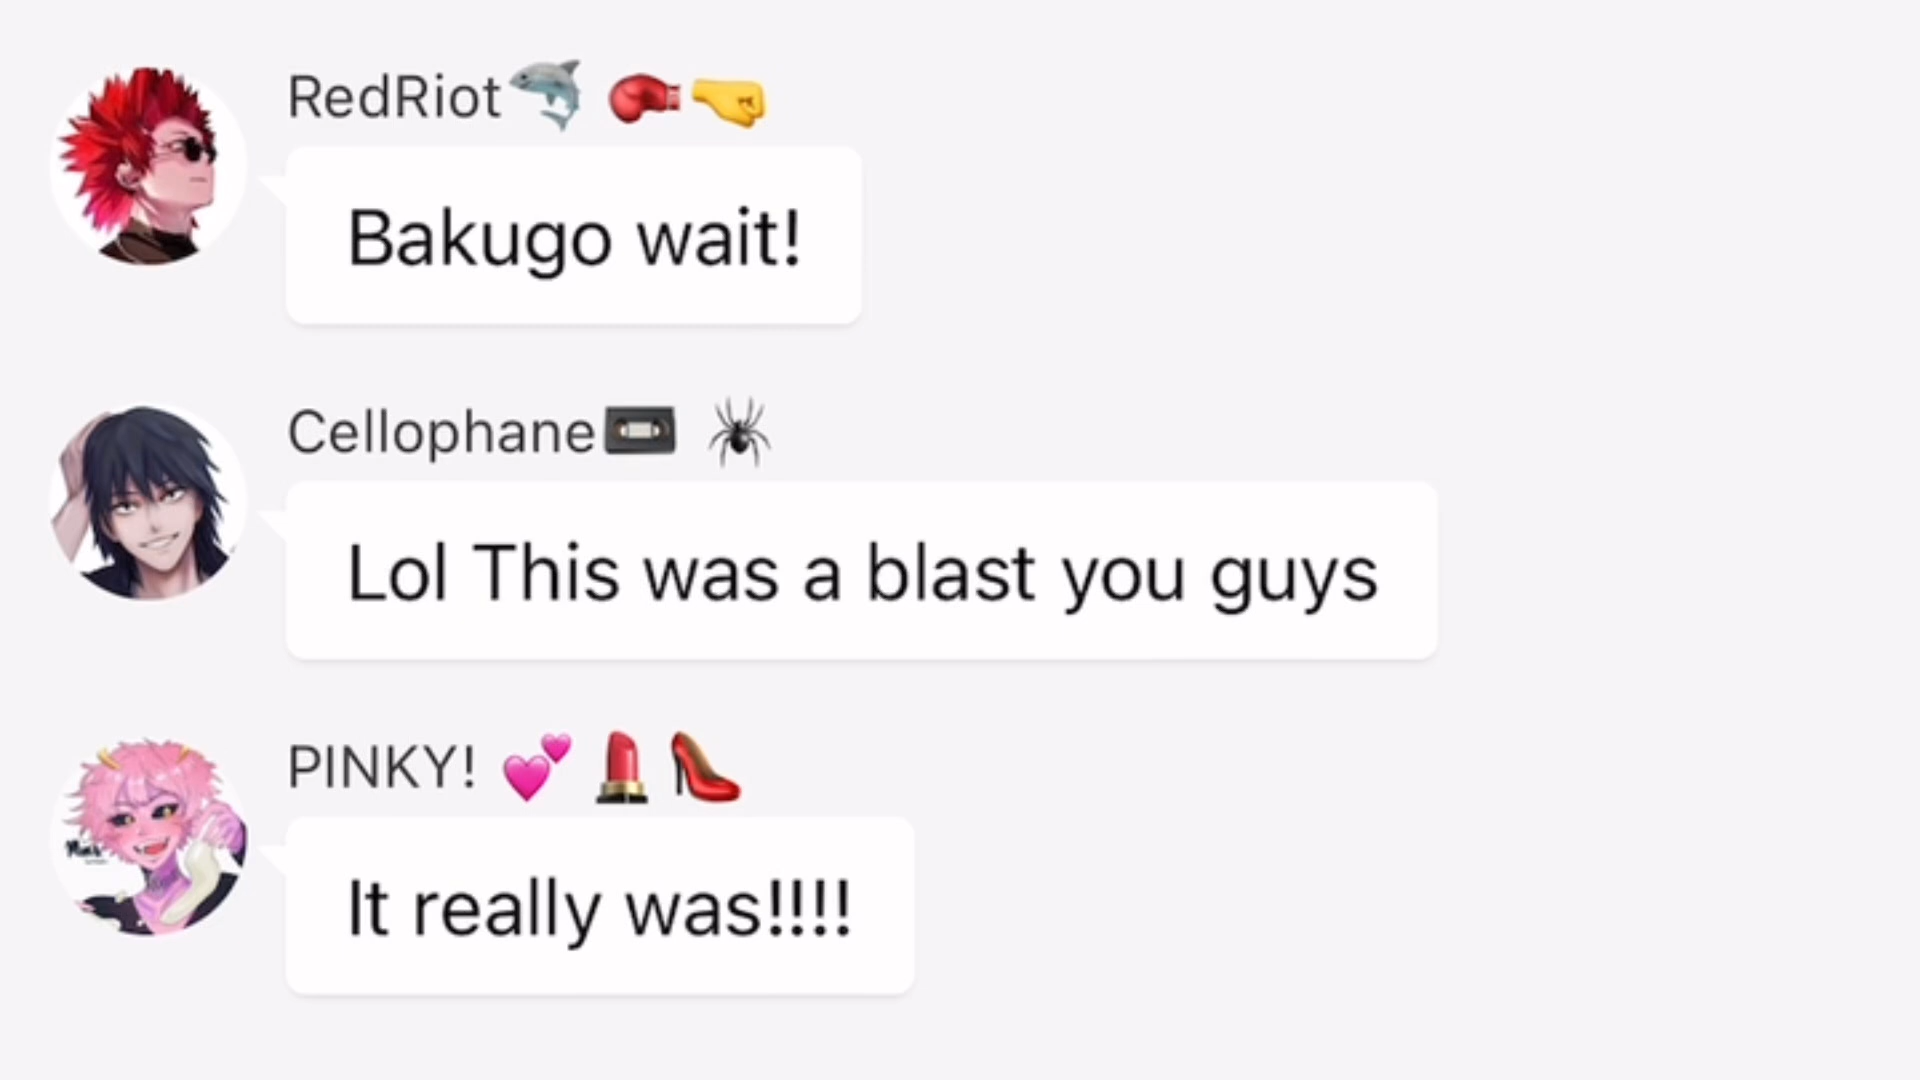 RedRiot🦈 🥊🤛
Bakugo wait!
Cellophane📼 🕷
Lol This was a blast you guys
PINKY! 💕 💄👠
It really was!!!!